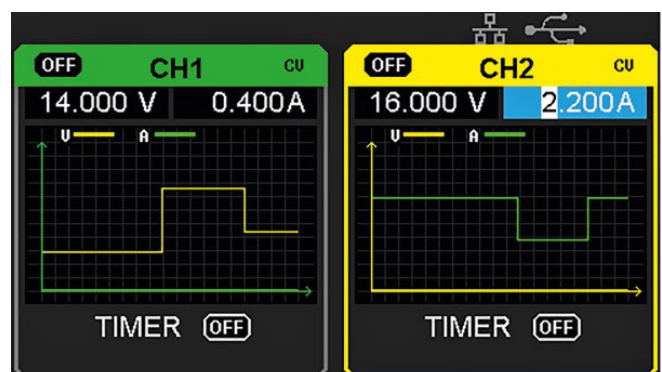 OFF CH1 CV
14.000 V 0.400A
V A
TIMER OFF
OFF CH2 CV
16.000 V 2.200A
V A
TIMER OFF